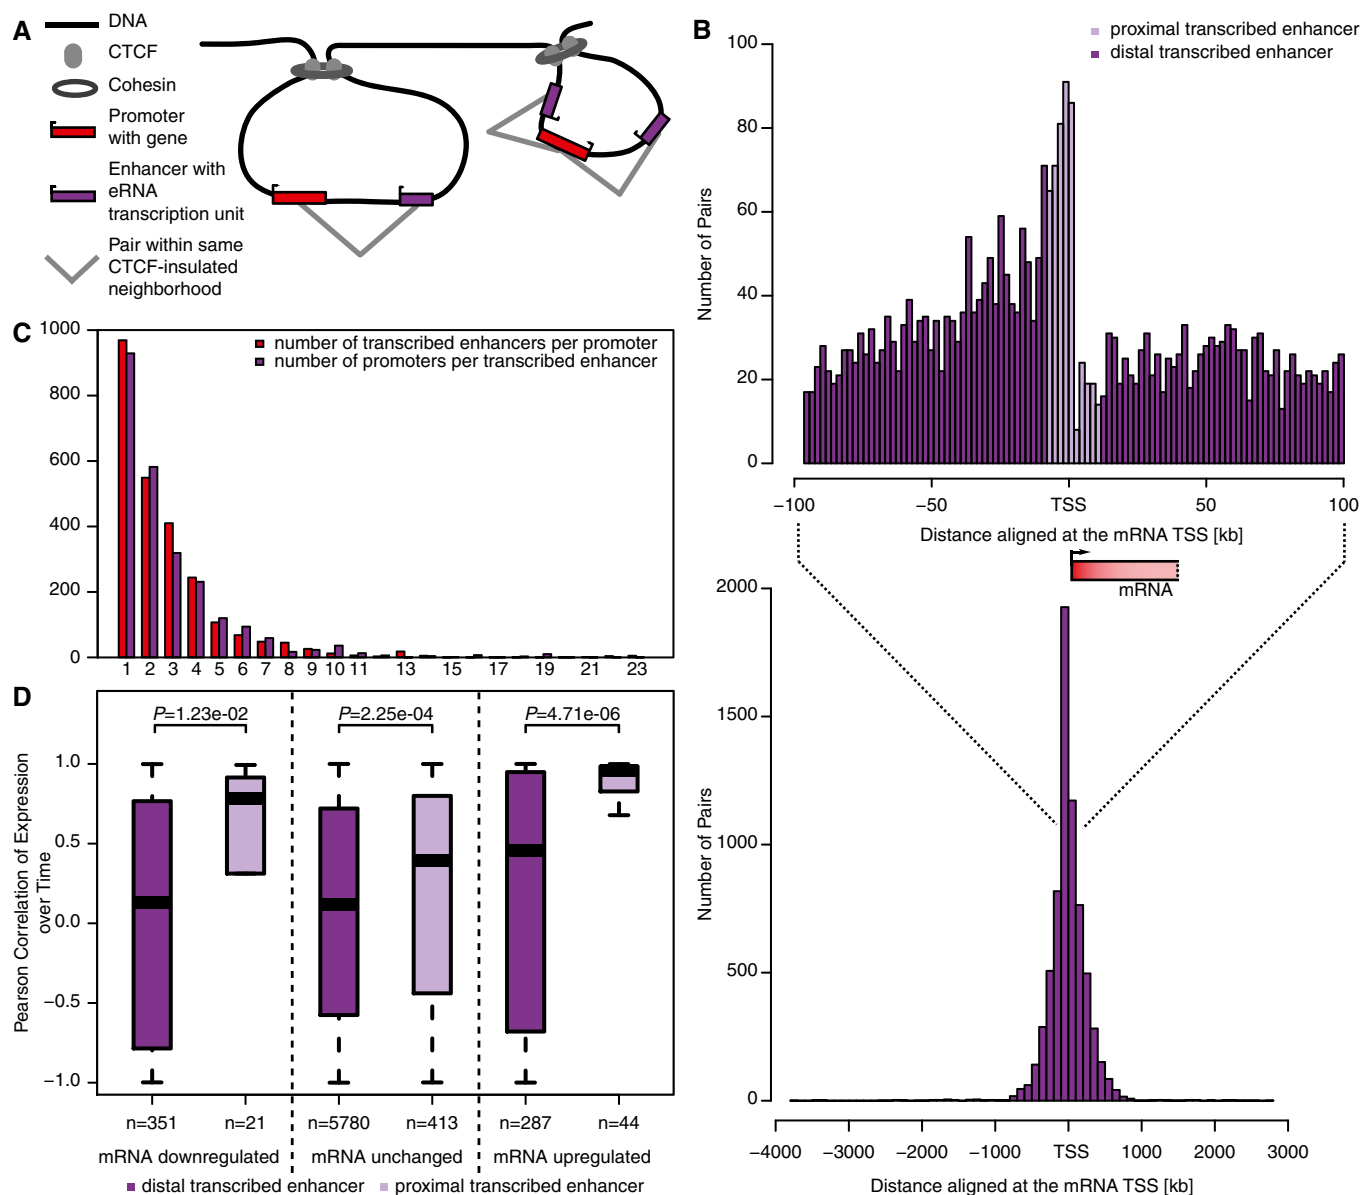 A
DNA
CTCF
Cohesin
Promoter
with gene
Enhancer with
eRNA
transcription unit
Pair within same
CTCF-insulated
neighborhood
B
proximal transcribed enhancer
distal transcribed enhancer
100
80
60
40
20
0
Number of Pairs
−100
−50
TSS
50
100
Distance aligned at the mRNA TSS [kb]
mRNA
2000
1500
1000
500
0
Number of Pairs
−4000
−3000
−2000
−1000
TSS
1000
2000
3000
Distance aligned at the mRNA TSS [kb]
C
1000
800
600
400
200
0
number of transcribed enhancers per promoter
number of promoters per transcribed enhancer
1 2 3 4 5 6 7 8 9 10 11 13 15 17 19 21 23
D
P=1.23e-02
P=2.25e-04
P=4.71e-06
1.0
0.5
0.0
−0.5
−1.0
Pearson Correlation of Expression
over Time
n=351
n=21
n=5780
n=413
n=287
n=44
mRNA downregulated
mRNA unchanged
mRNA upregulated
distal transcribed enhancer
proximal transcribed enhancer